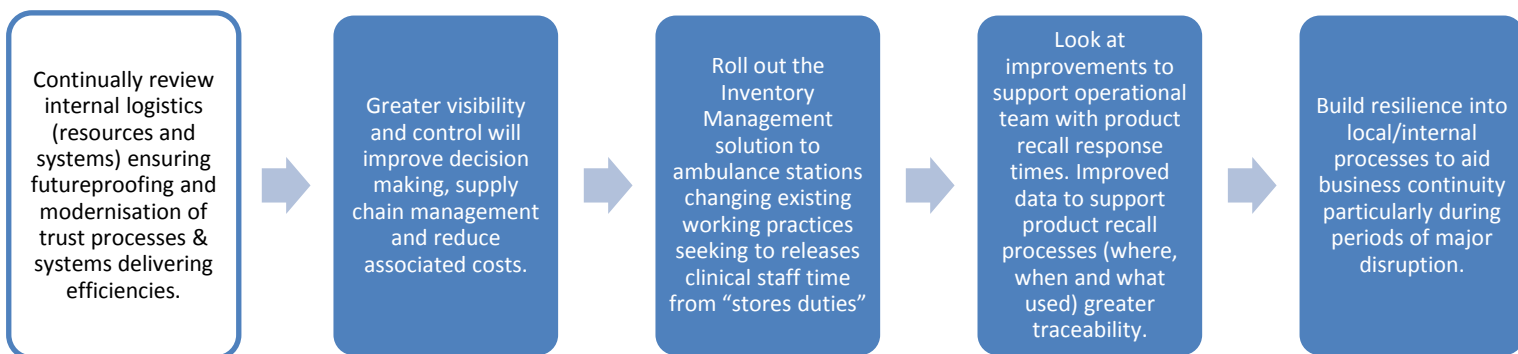 Continually review
internal logistics
(resources and
systems) ensuring
futureproofing and
modernisation of
trust processes &
systems delivering
efficiencies.
Greater visibility
and control will
improve decision
making, supply
chain management
and reduce
associated costs.
Roll out the
Inventory
Management
solution to
ambulance stations
changing existing
working practices
seeking to releases
clinical staff time
from “stores duties”
Look at
improvements to
support operational
team with product
recall response
times. Improved
data to support
product recall
processes (where,
when and what
used) greater
traceability.
Build resilience into
local/internal
processes to aid
business continuity
particularly during
periods of major
disruption.